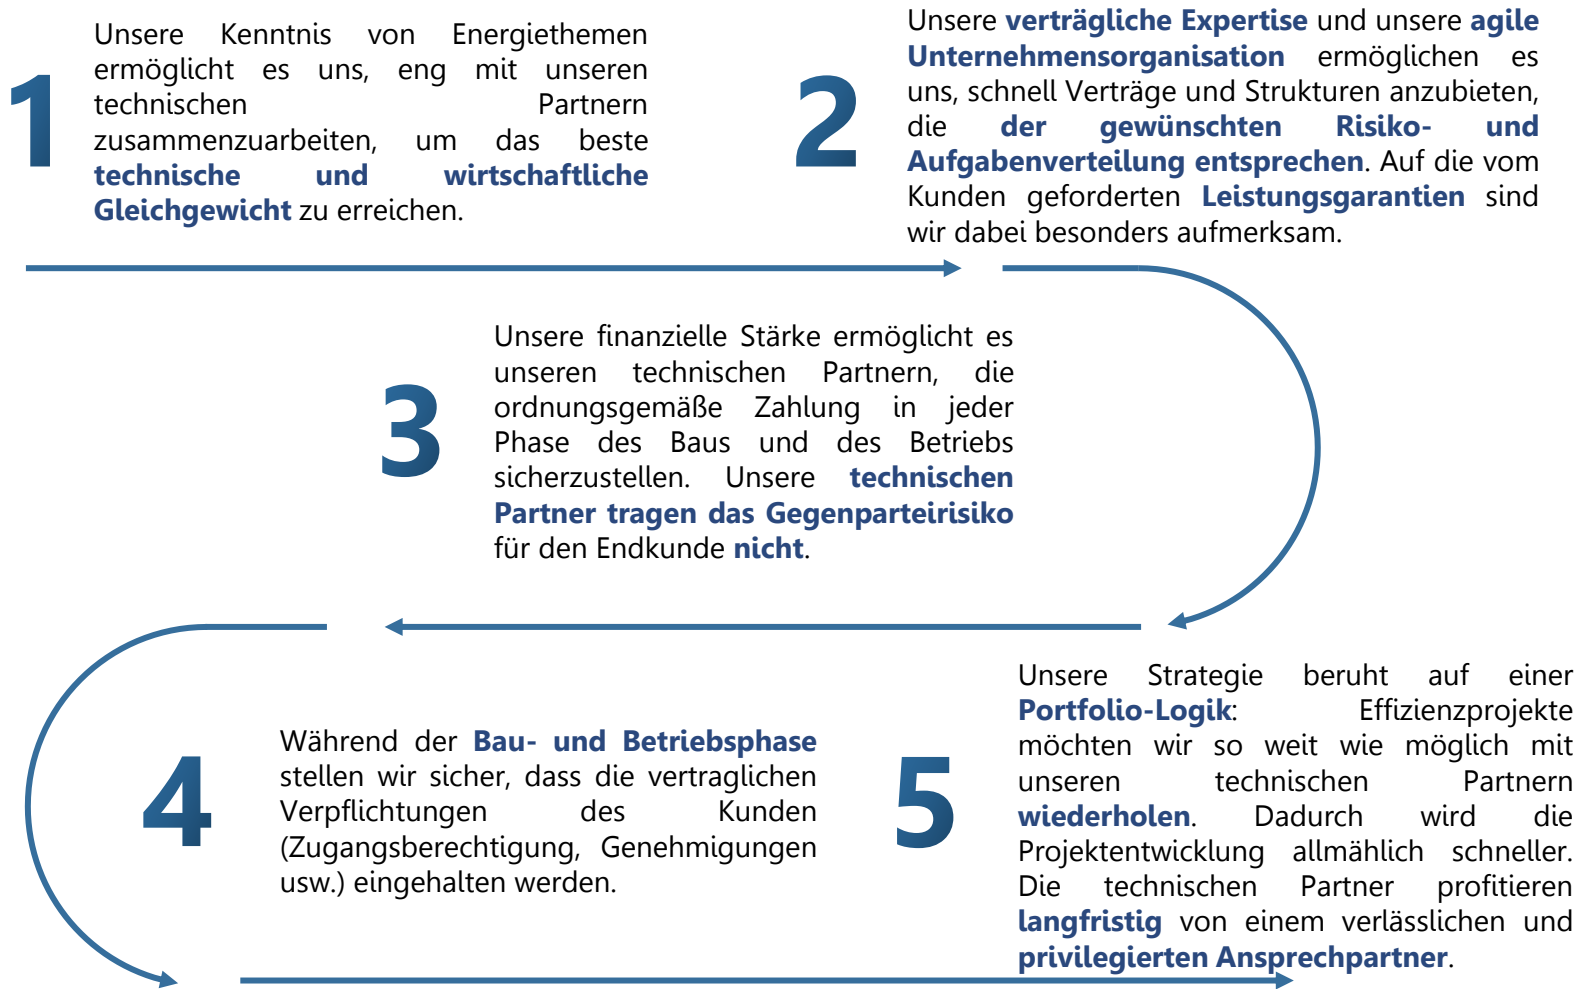 1
Unsere Kenntnis von Energiethemen
ermöglicht es uns, eng mit unseren
technischen Partnern
zusammenzuarbeiten, um das beste
technische und wirtschaftliche
Gleichgewicht zu erreichen.
2
Unsere verträgliche Expertise und unsere agile
Unternehmensorganisation ermöglichen es
uns, schnell Verträge und Strukturen anzubieten,
die der gewünschten Risiko- und
Aufgabenverteilung entsprechen. Auf die vom
Kunden geforderten Leistungsgarantien sind
wir dabei besonders aufmerksam.
3
Unsere finanzielle Stärke ermöglicht es
unseren technischen Partnern, die
ordnungsgemäße Zahlung in jeder
Phase des Baus und des Betriebs
sicherzustellen. Unsere technischen
Partner tragen das Gegenparteirisiko
für den Endkunde nicht.
4
Während der Bau- und Betriebsphase
stellen wir sicher, dass die vertraglichen
Verpflichtungen des Kunden
(Zugangsberechtigung, Genehmigungen
usw.) eingehalten werden.
5
Unsere Strategie beruht auf einer
Portfolio-Logik: Effizienzprojekte
möchten wir so weit wie möglich mit
unseren technischen Partnern
wiederholen. Dadurch wird die
Projektentwicklung allmählich schneller.
Die technischen Partner profitieren
langfristig von einem verlässlichen und
privilegierten Ansprechpartner.